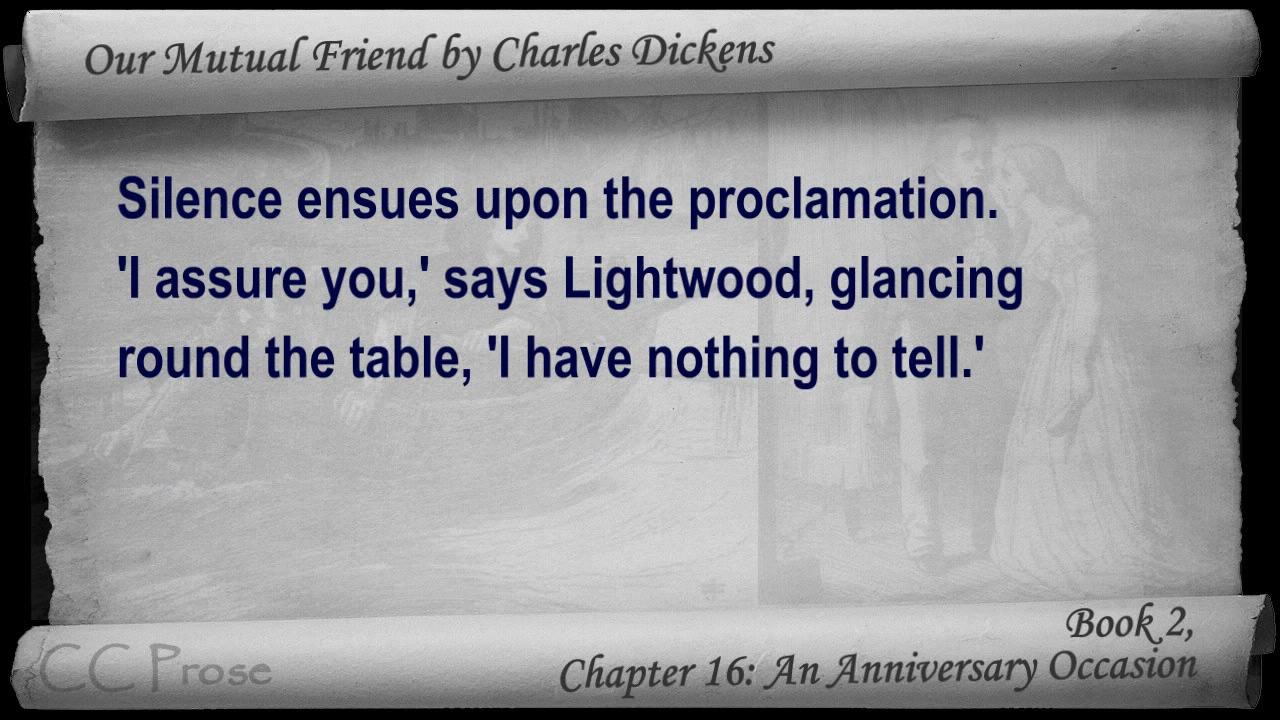 Our Mutual Friend by Charles Dickens
Silence ensues upon the proclamation.
'I assure you,' says Lightwood, glancing
round the table, 'I have nothing to tell.'
Book 2,
Chapter 16: An Anniversary Occasion
CC Prose